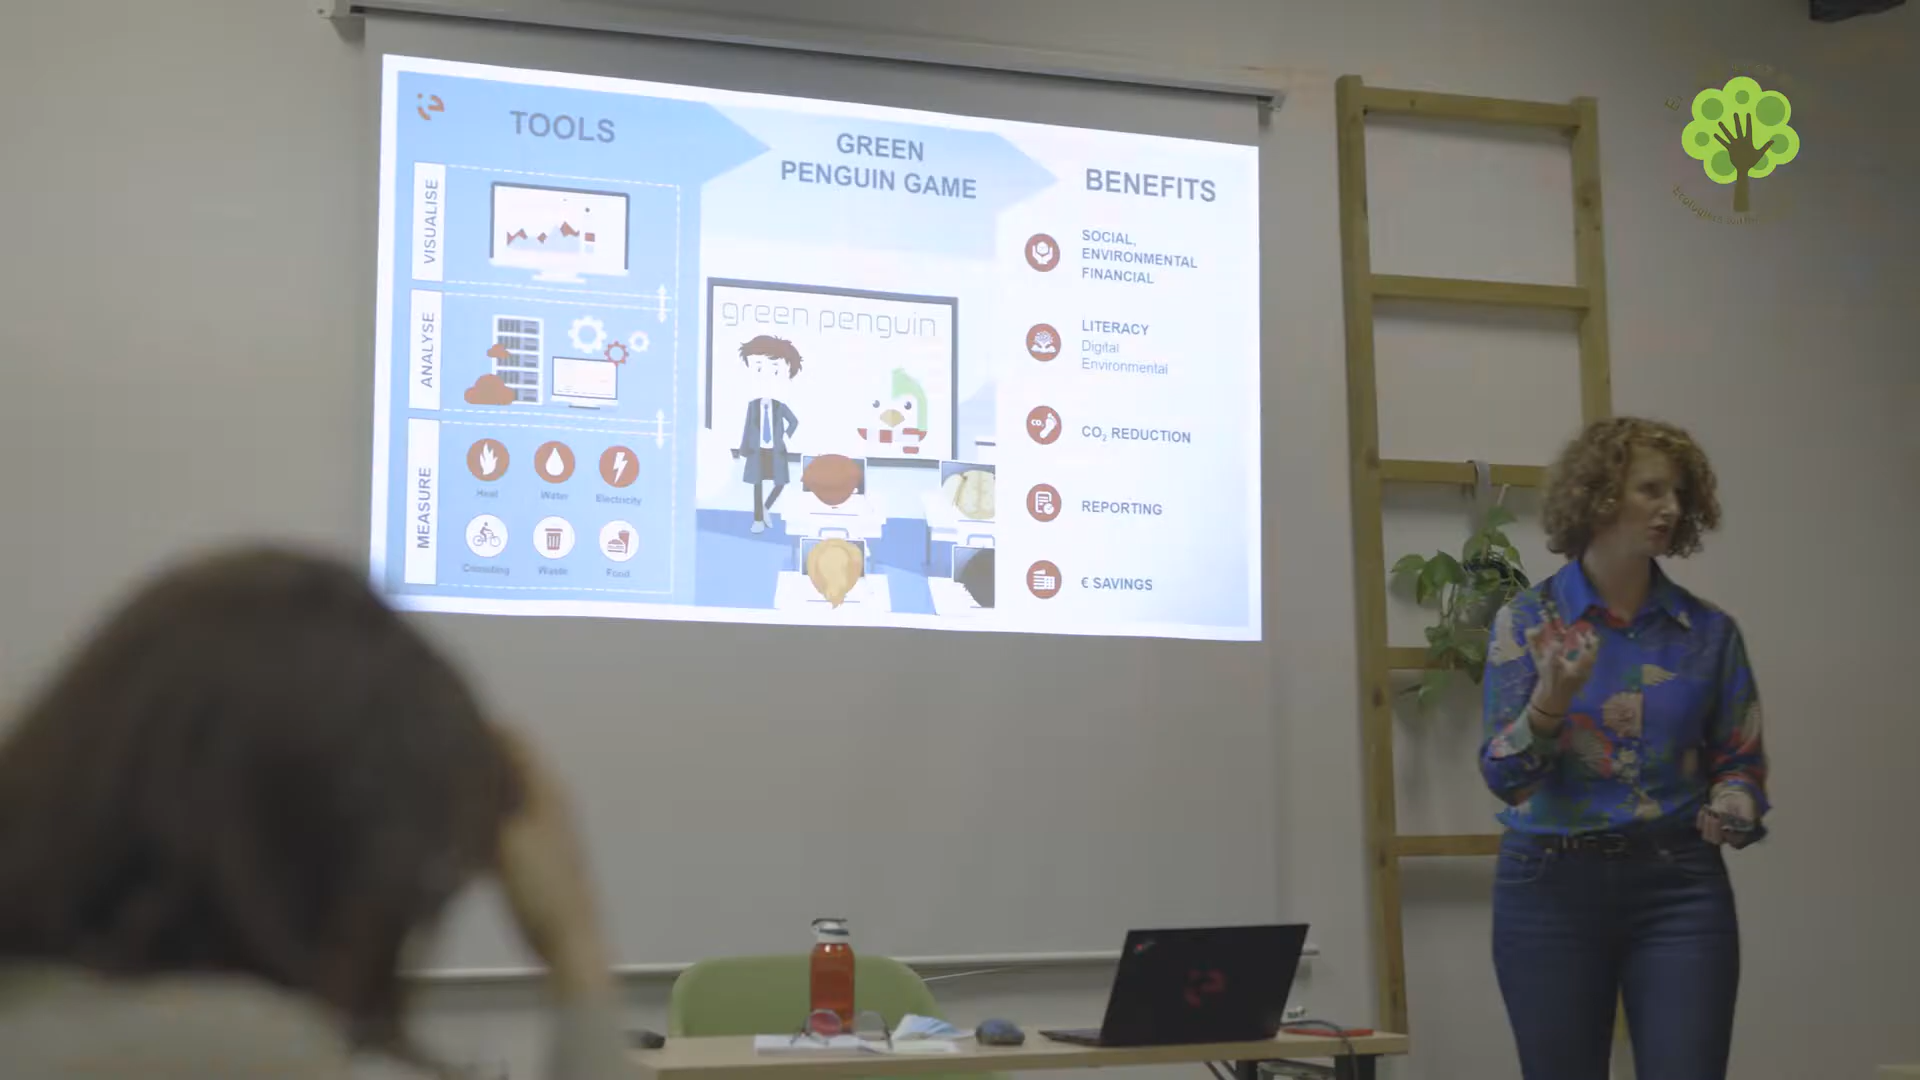 TOOLS
VISUALISE
ANALYSE
MEASURE
Heat
Water
Electricity
Commuting
Waste
Food
GREEN
PENGUIN GAME
green penguin
BENEFITS
SOCIAL,
ENVIRONMENTAL
FINANCIAL
LITERACY
Digital
Environmental
CO₂ REDUCTION
REPORTING
€ SAVINGS